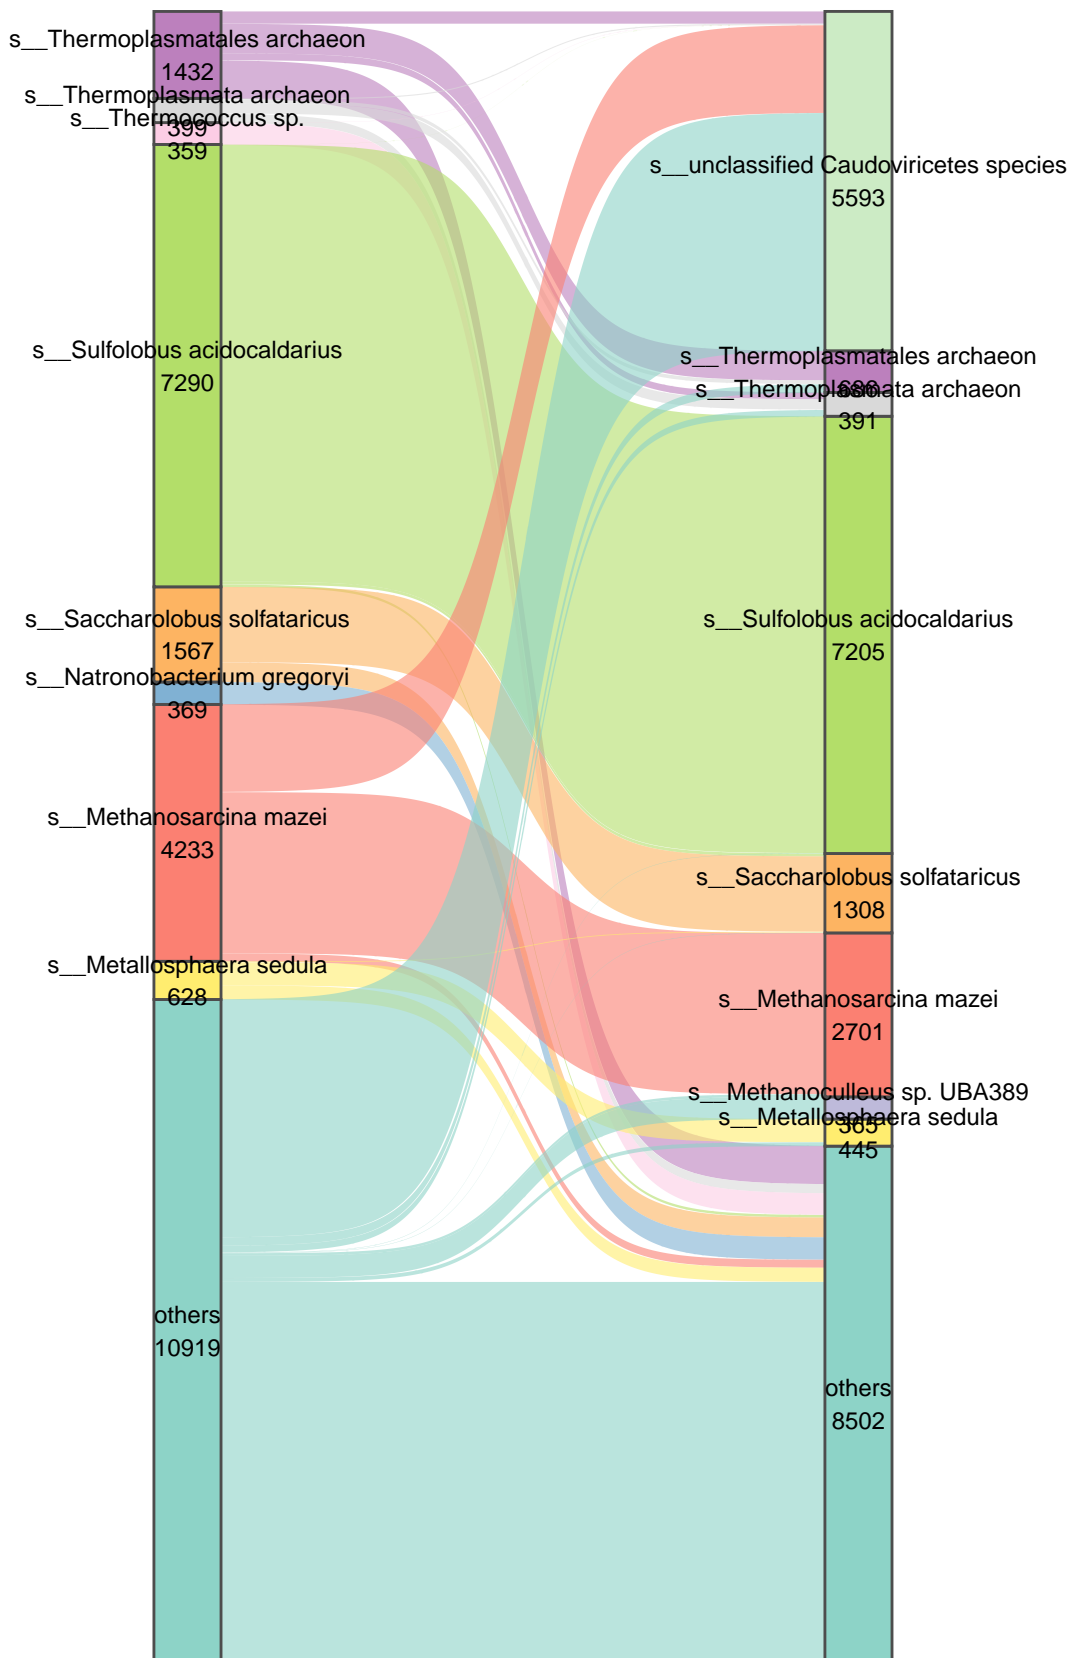 s__Thermoplasmatales archaeon
1432
s__Thermoplasmata archaeon
399
s__Thermococcus sp.
359
s__Sulfolobus acidocaldarius
7290
s__Saccharolobus solfataricus
1567
s__Natronobacterium gregoryi
369
s__Methanosarcina mazei
4233
s__Metallosphaera sedula
628
others
10919
s__unclassified Caudoviricetes species
5593
s__Thermoplasmatales archaeon
686
s__Thermoplasmata archaeon
391
s__Sulfolobus acidocaldarius
7205
s__Saccharolobus solfataricus
1308
s__Methanosarcina mazei
2701
s__Methanoculleus sp. UBA389
365
s__Metallosphaera sedula
445
others
8502